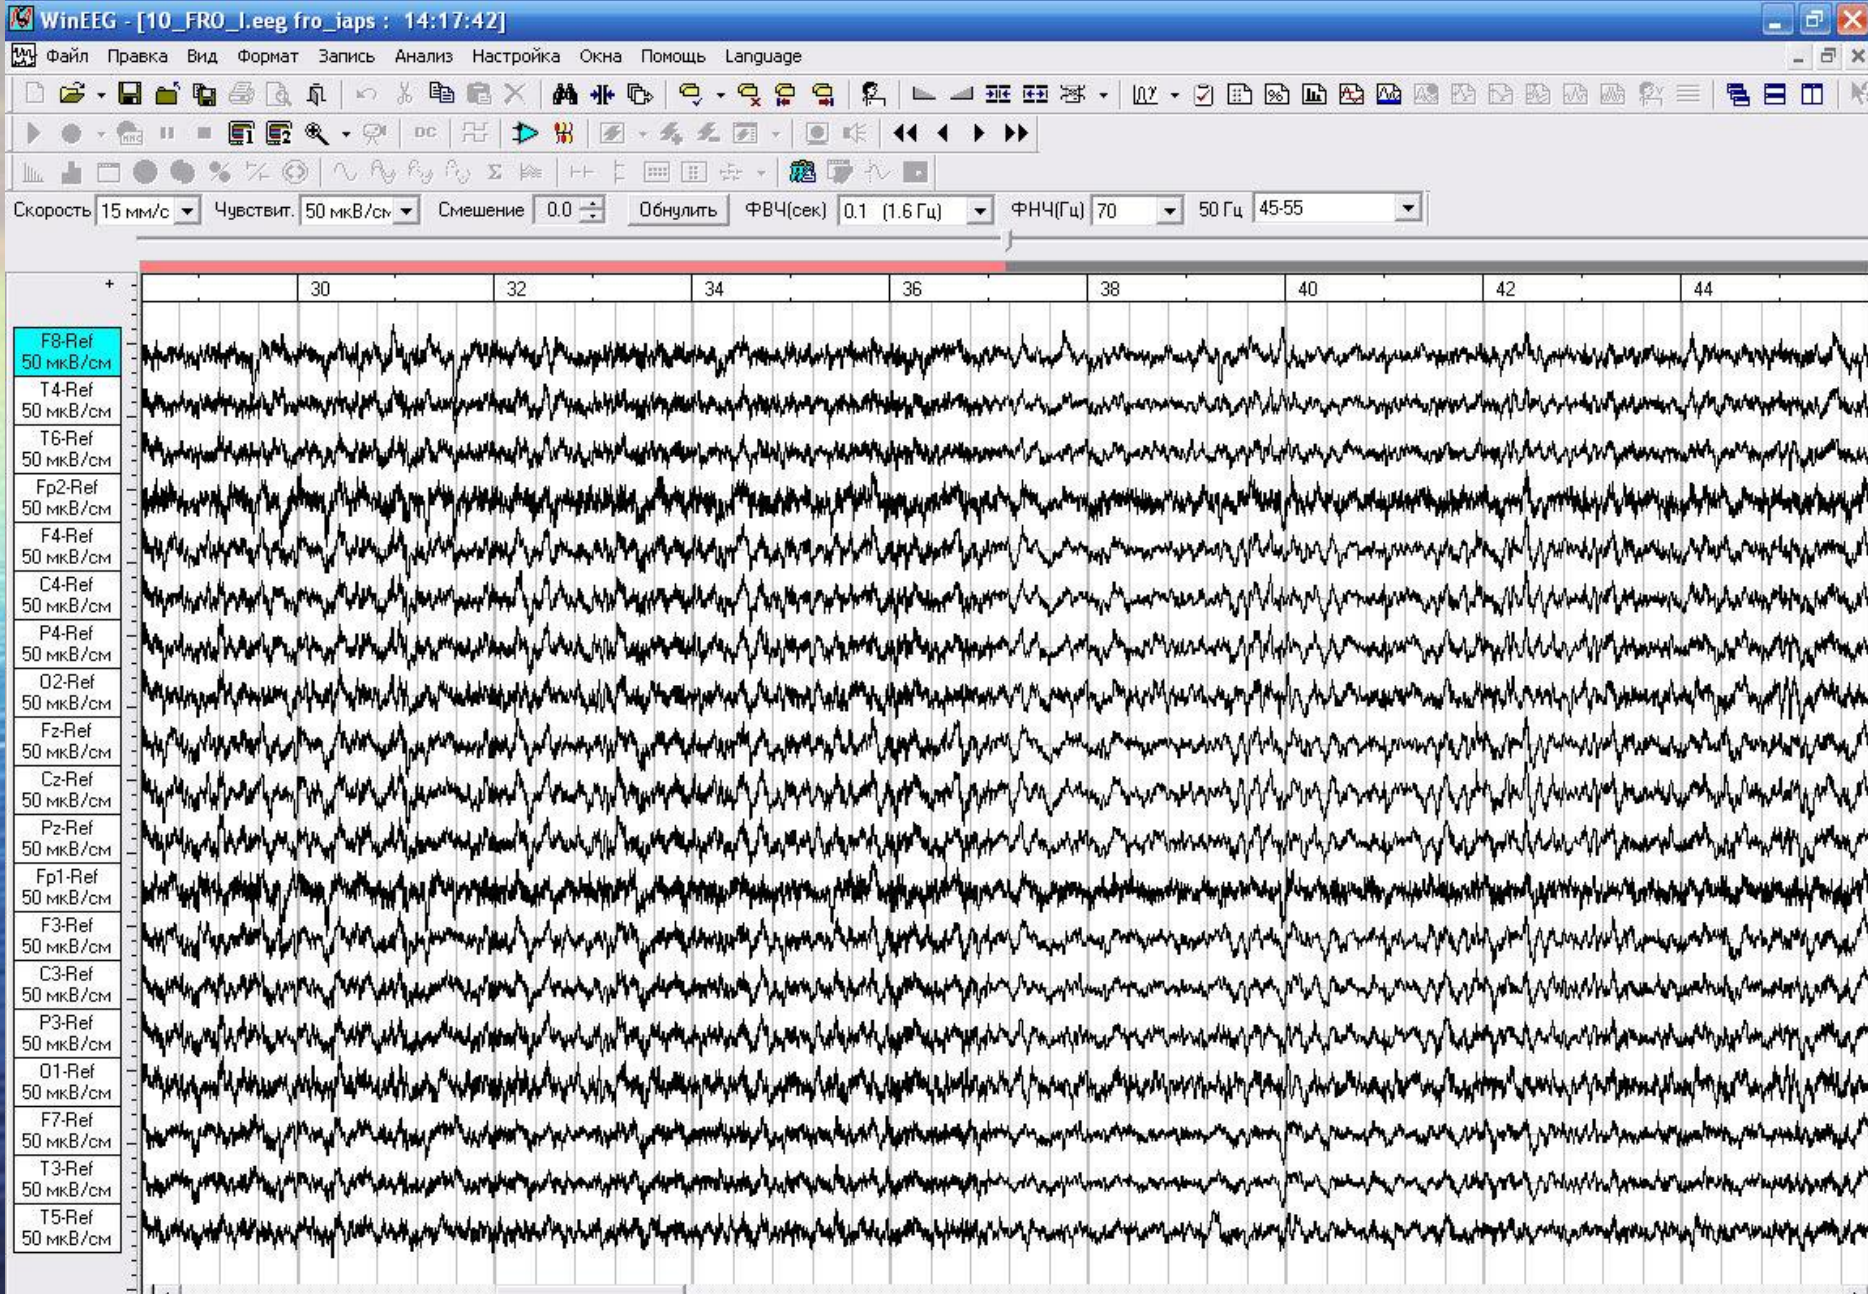 WinEEG - [10_FRO_I.eeg fro_iaps : 14:17:42]
Файл Правка Вид Формат Запись Анализ Настройка Окна Помощь Language
DC
Скорость 15 мм/с Чувствит. 50 мкВ/см Смешение 0.0 Обнулить ФВЧ(сек) 0.1 (1.6 Гц) ФНЧ(Гц) 70 50 Гц 45-55
+ 30 32 34 36 38 40 42 44
F8-Ref
50 мкВ/см
T4-Ref
50 мкВ/см
T6-Ref
50 мкВ/см
Fp2-Ref
50 мкВ/см
F4-Ref
50 мкВ/см
C4-Ref
50 мкВ/см
P4-Ref
50 мкВ/см
O2-Ref
50 мкВ/см
Fz-Ref
50 мкВ/см
Cz-Ref
50 мкВ/см
Pz-Ref
50 мкВ/см
Fp1-Ref
50 мкВ/см
F3-Ref
50 мкВ/см
C3-Ref
50 мкВ/см
P3-Ref
50 мкВ/см
O1-Ref
50 мкВ/см
F7-Ref
50 мкВ/см
T3-Ref
50 мкВ/см
T5-Ref
50 мкВ/см